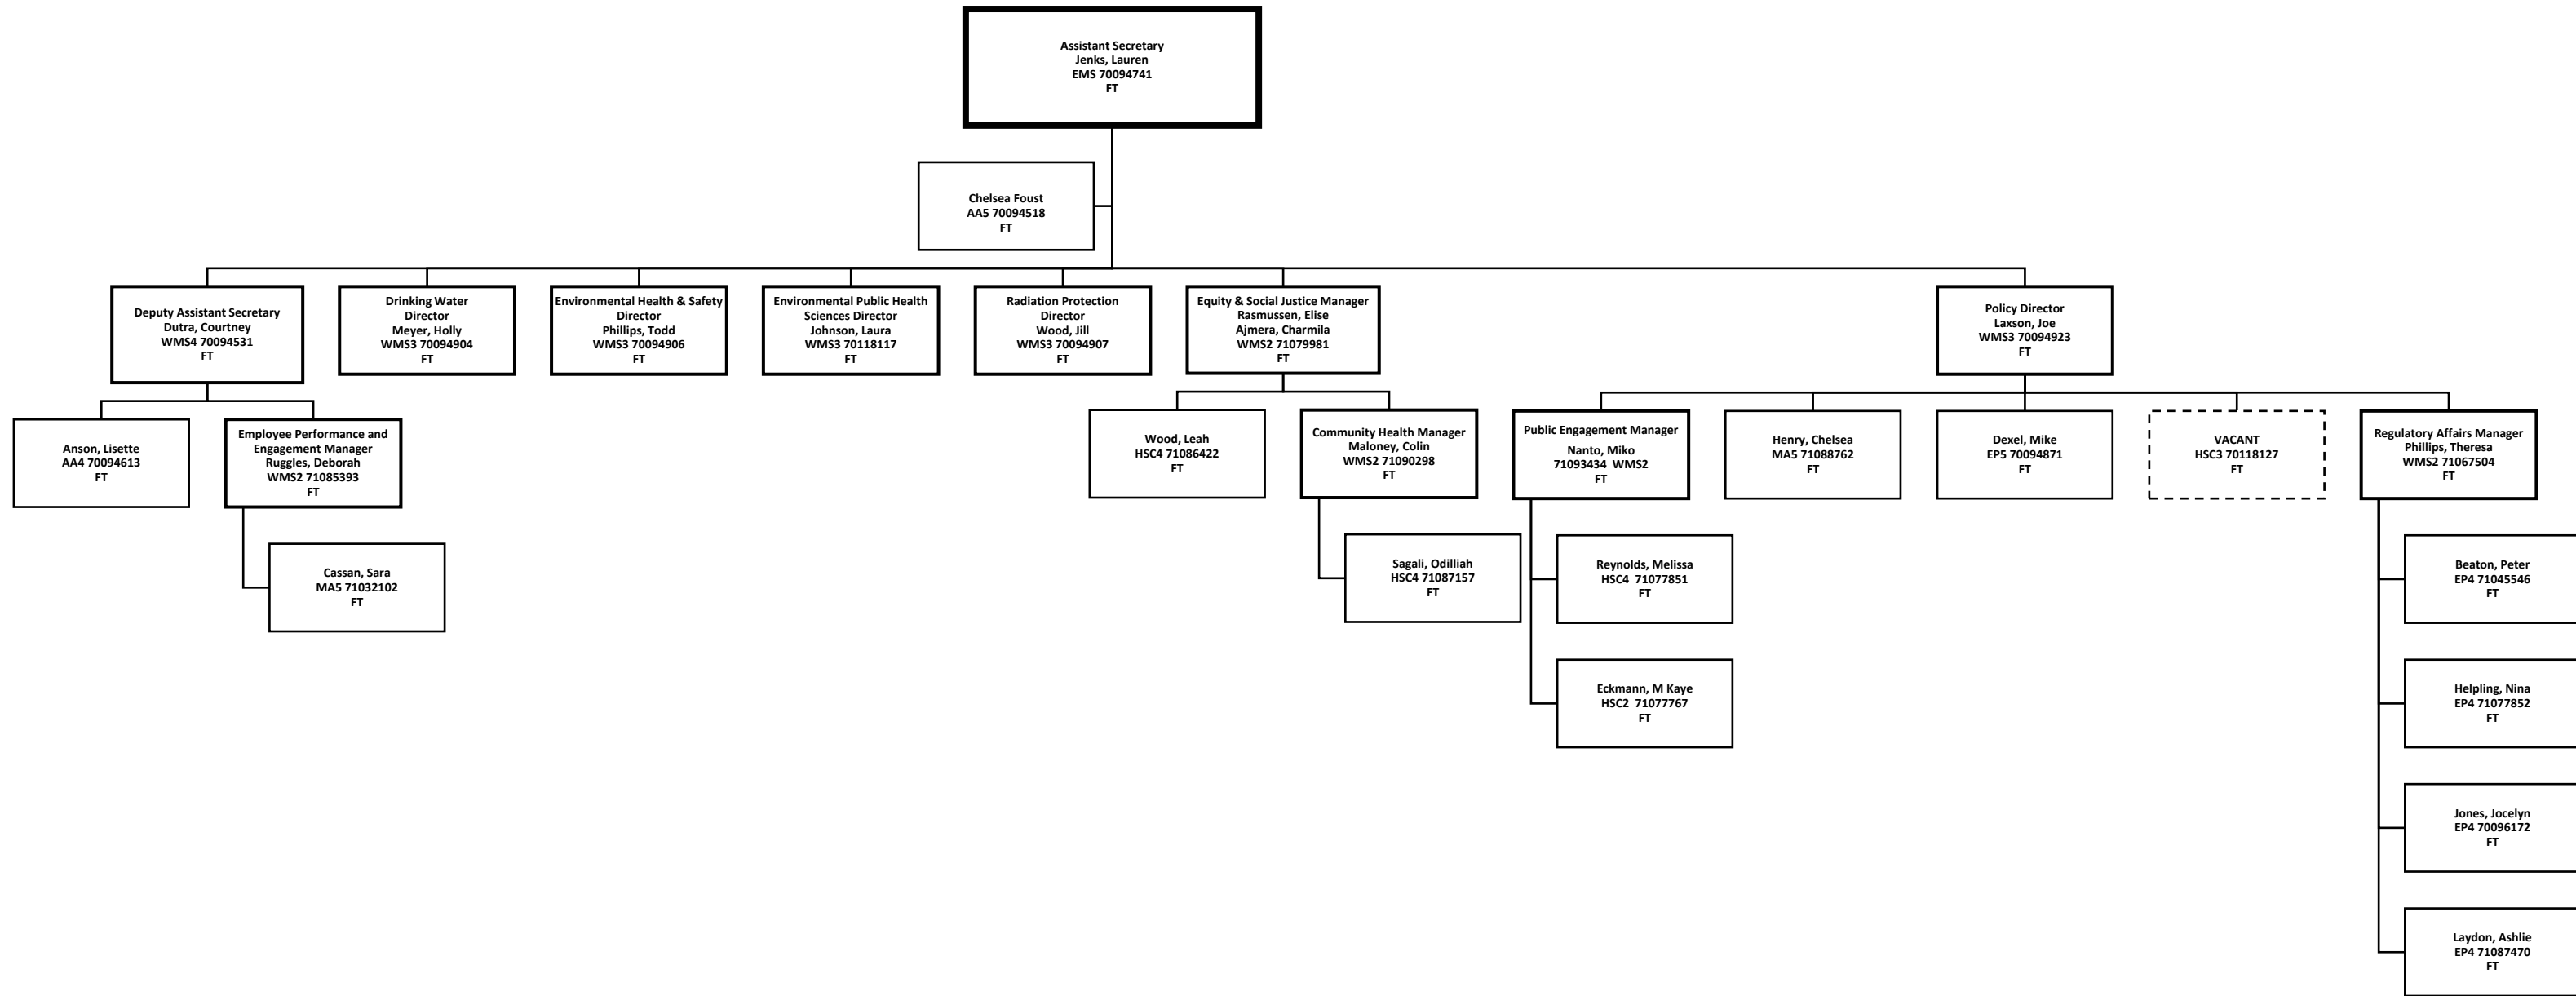 Assistant Secretary
Jenks, Lauren
EMS 70094741
FT
Chelsea Foust
AA5 70094518
FT
Deputy Assistant Secretary
Dutra, Courtney
WMS4 70094531
FT
Drinking Water
Director
Meyer, Holly
WMS3 70094904
FT
Environmental Health & Safety
Director
Phillips, Todd
WMS3 70094906
FT
Environmental Public Health
Sciences Director
Johnson, Laura
WMS3 70118117
FT
Radiation Protection
Director
Wood, Jill
WMS3 70094907
FT
Equity & Social Justice Manager
Rasmussen, Elise
Ajmera, Charmila
WMS2 71079981
FT
Policy Director
Laxson, Joe
WMS3 70094923
FT
Anson, Lisette
AA4 70094613
FT
Employee Performance and
Engagement Manager
Ruggles, Deborah
WMS2 71085393
FT
Wood, Leah
HSC4 71086422
FT
Community Health Manager
Maloney, Colin
WMS2 71090298
FT
Public Engagement Manager
Nanto, Miko
71093434 WMS2
FT
Henry, Chelsea
MA5 71088762
FT
Dexel, Mike
EP5 70094871
FT
VACANT
HSC3 70118127
FT
Regulatory Affairs Manager
Phillips, Theresa
WMS2 71067504
FT
Cassan, Sara
MA5 71032102
FT
Sagali, Odilliah
HSC4 71087157
FT
Reynolds, Melissa
HSC4 71077851
FT
Beaton, Peter
EP4 71045546
FT
Eckmann, M Kaye
HSC2 71077767
FT
Helpling, Nina
EP4 71077852
FT
Jones, Jocelyn
EP4 70096172
FT
Laydon, Ashlie
EP4 71087470
FT